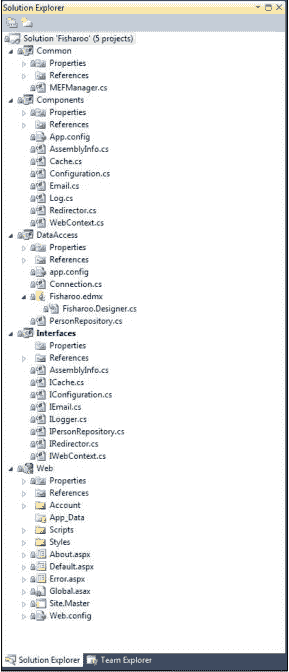 Solution Explorer
Solution 'Fisharoo' (5 projects)
Common
Properties
References
MEFManager.cs
Components
Properties
References
App.config
AssemblyInfo.cs
Cache.cs
Configuration.cs
Email.cs
Log.cs
Redirector.cs
WebContext.cs
DataAccess
Properties
References
app.config
Connection.cs
Fisharoo.edmx
Fisharoo.Designer.cs
PersonRepository.cs
Interfaces
Properties
References
AssemblyInfo.cs
ICache.cs
IConfiguration.cs
IEmail.cs
ILogger.cs
IPersonRepository.cs
IRedirector.cs
IWebContext.cs
Web
Properties
References
Account
App_Data
Scripts
Styles
About.aspx
Default.aspx
Error.aspx
Global.asax
Site.Master
Web.config
Solution Explorer Team Explorer